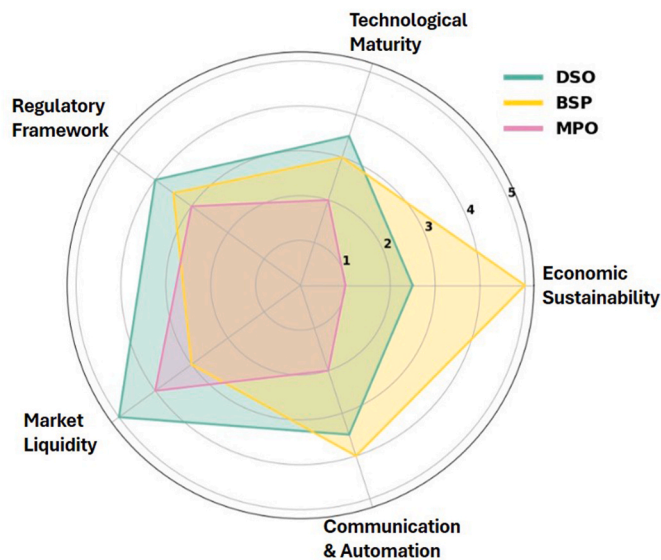 Technological
Maturity
DSO
BSP
MPO
Regulatory
Framework
5
4
3
2
1
Economic
Sustainability
Market
Liquidity
Communication
& Automation